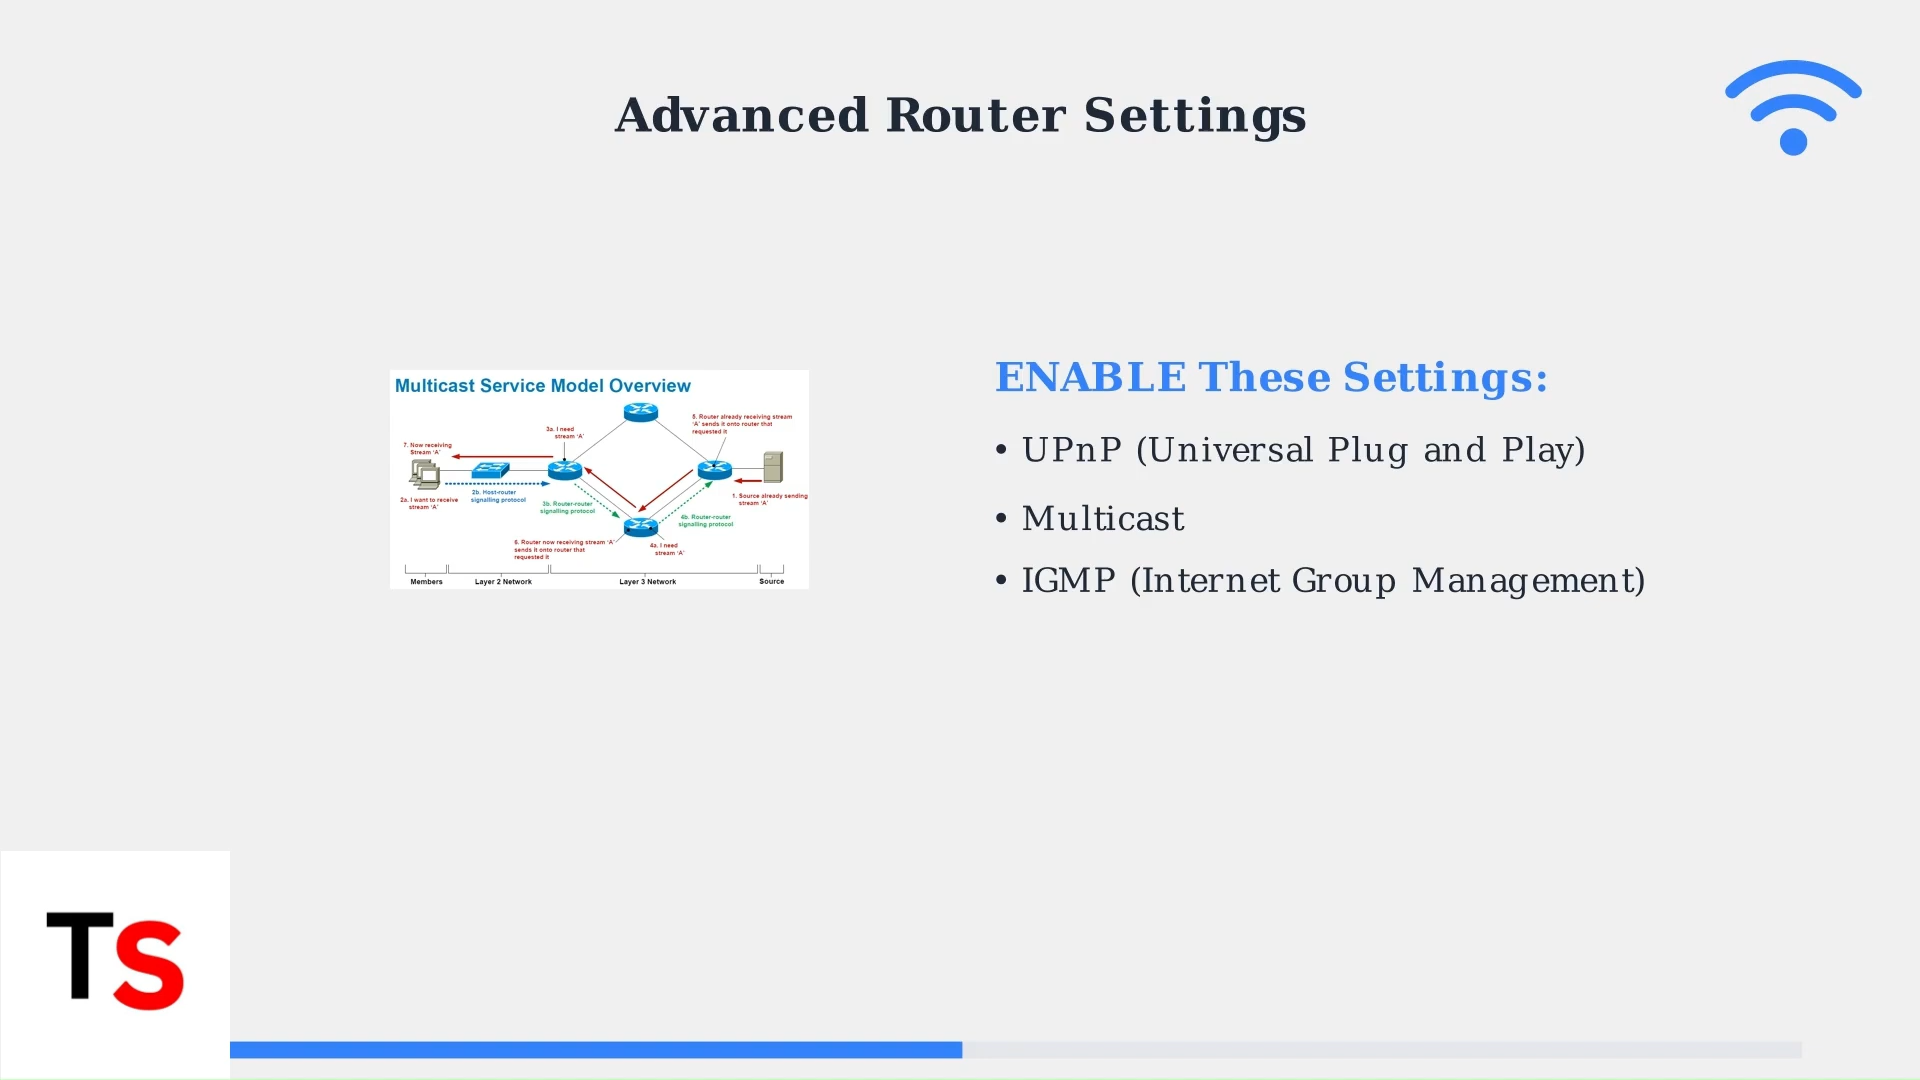 Advanced Router Settings
Multicast Service Model Overview
5. Router already receiving stream
'A' sends it onto router that
requested it
3a. I need
stream 'A'
7. Now receiving
Stream 'A'
2a. I want to receive
stream 'A'
2b. Host-router
signalling protocol
3b. Router-router
signalling protocol
4b. Router-router
signalling protocol
1. Source already sending
stream 'A'
6. Router now receiving stream 'A'
sends it onto router that
requested it
4a. I need
stream 'A'
Members
Layer 2 Network
Layer 3 Network
Source
ENABLE These Settings:
• UPnP (Universal Plug and Play)
• Multicast
• IGMP (Internet Group Management)
TS